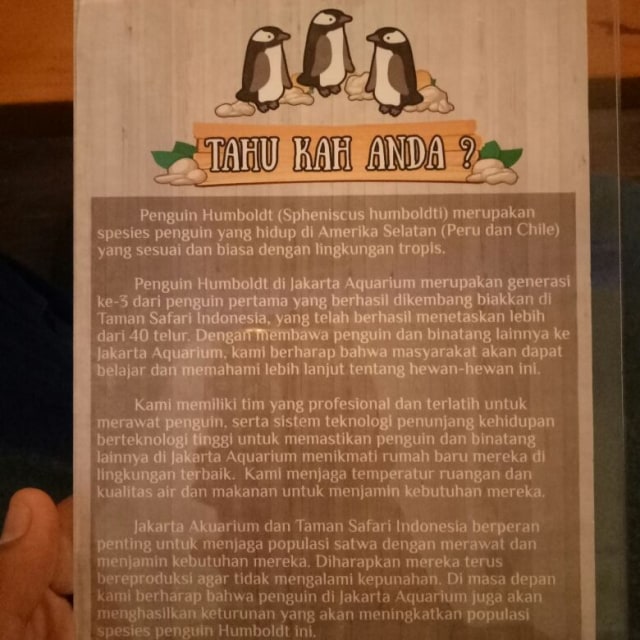 TAHU KAH ANDA ?
Penguin Humboldt (Spheniscus humboldti) merupakan
spesies penguin yang hidup di Amerika Selatan (Peru dan Chile)
yang sesuai dan biasa dengan lingkungan tropis.
Penguin Humboldt di Jakarta Aquarium merupakan generasi
ke-3 dari penguin pertama yang berhasil dikembang biakkan di
Taman Safari Indonesia, yang telah berhasil menetaskan lebih
dari 40 telur. Dengan membawa penguin dan binatang lainnya ke
Jakarta Aquarium, kami berharap bahwa masyarakat akan dapat
belajar dan memahami lebih lanjut tentang hewan-hewan ini.
Kami memiliki tim yang profesional dan terlatih untuk
merawat penguin, serta sistem teknologi penunjang kehidupan
berteknologi tinggi untuk memastikan penguin dan binatang
lainnya di Jakarta Aquarium menikmati rumah baru mereka di
lingkungan terbaik. Kami menjaga temperatur ruangan dan
kualitas air dan makanan untuk menjamin kebutuhan mereka.
Jakarta Akuarium dan Taman Safari Indonesia berperan
penting untuk menjaga populasi satwa dengan merawat dan
menjamin kebutuhan mereka. Diharapkan mereka terus
bereproduksi agar tidak mengalami kepunahan. Di masa depan
kami berharap bahwa penguin di Jakarta Aquarium juga akan
menghasilkan keturunan yang akan meningkatkan populasi
spesies penguin Humboldt ini.